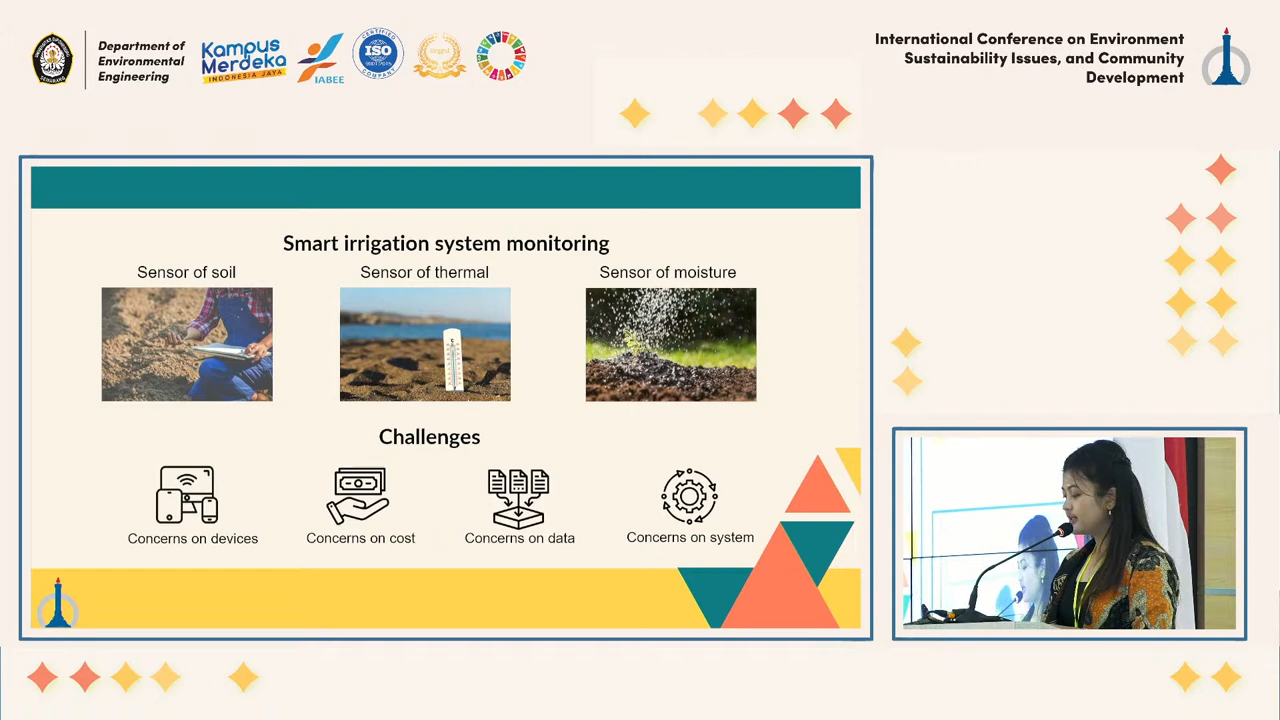 Department of
Environmental
Engineering
Kampus
Merdeka
INDONESIA JAYA
IABEE
CERTIFIED
ISO
COMPANY
International Conference on Environment
Sustainability Issues, and Community
Development
Smart irrigation system monitoring
Sensor of soil
Sensor of thermal
Sensor of moisture
Challenges
Concerns on devices
Concerns on cost
Concerns on data
Concerns on system